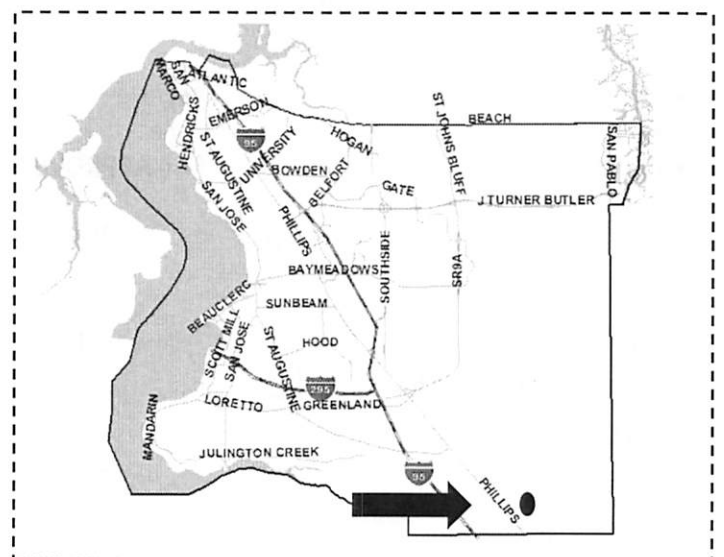 SAN MARCO
ATLANTIC
EMERSON
HENDRICKS
95
HOGAN
BEACH
ST JOHNS BLUFF
SAN PABLO
ST AUGUSTINE
UNIVERSITY
BOWDEN
BELFORT
GATE
J.TURNER BUTLER
SAN JOSE
PHILLIPS
SOUTHSIDE
SR9A
BAYMEADOWS
BEAUCLERC
SUNBEAM
SCOTT MILL
SAN JOSE
ST AUGUSTINE
HOOD
295
LORETTO
GREENLAND
MANDARIN
JULINGTON CREEK
95
PHILLIPS